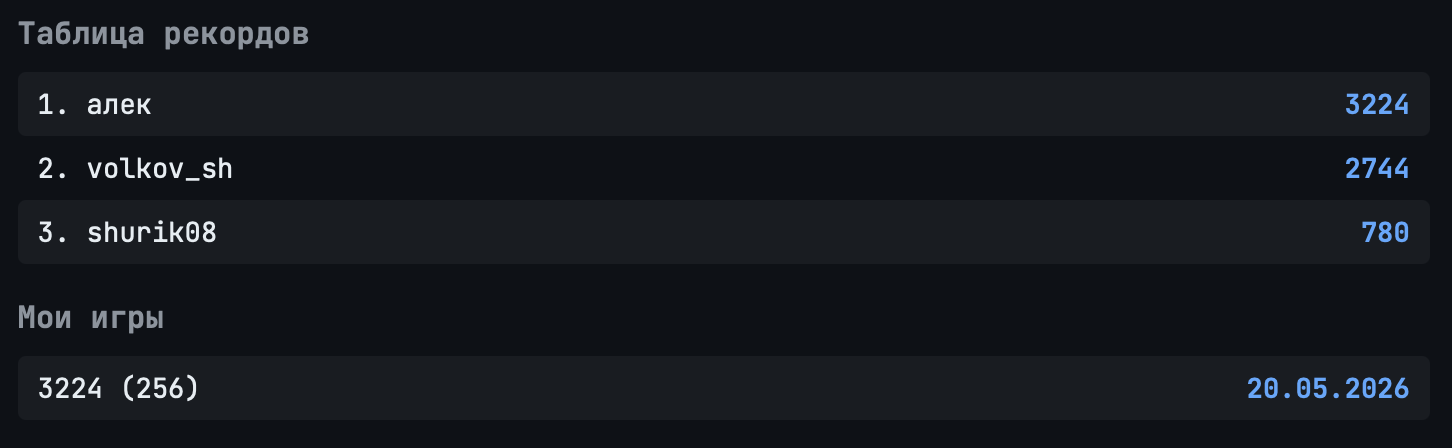 Таблица рекордов
1. алек 3224
2. volkov_sh 2744
3. shurik08 780
Мои игры
3224 (256) 20.05.2026